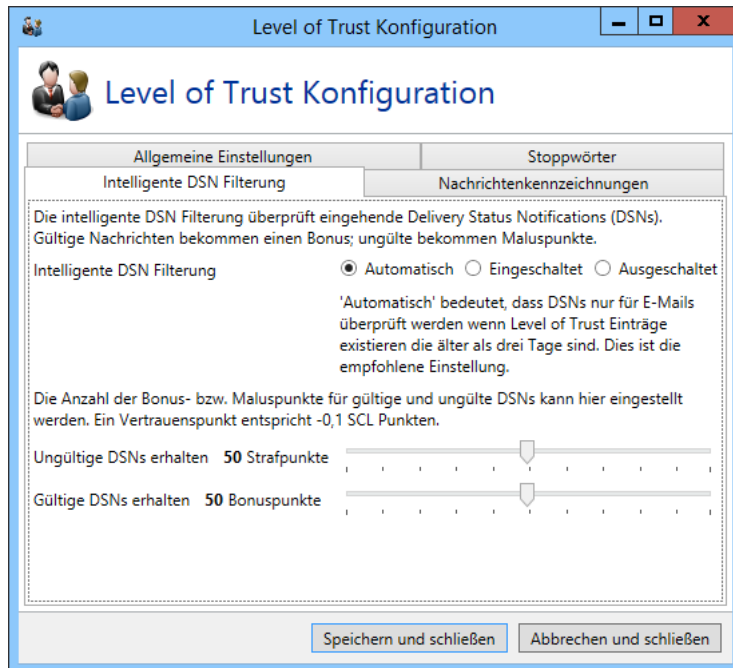 Level of Trust Konfiguration
Level of Trust Konfiguration
Allgemeine Einstellungen
Stoppwörter
Intelligente DSN Filterung
Nachrichtenkennzeichnungen
Die intelligente DSN Filterung überprüft eingehende Delivery Status Notifications (DSNs).
Gültige Nachrichten bekommen einen Bonus; ungülte bekommen Maluspunkte.
Intelligente DSN Filterung
Automatisch
Eingeschaltet
Ausgeschaltet
'Automatisch' bedeutet, dass DSNs nur für E-Mails
überprüft werden wenn Level of Trust Einträge
existieren die älter als drei Tage sind. Dies ist die
empfohlene Einstellung.
Die Anzahl der Bonus- bzw. Maluspunkte für gültige und ungülte DSNs kann hier eingestellt
werden. Ein Vertrauenspunkt entspricht -0,1 SCL Punkten.
Ungültige DSNs erhalten 50 Strafpunkte
Gültige DSNs erhalten 50 Bonuspunkte
Speichern und schließen
Abbrechen und schließen